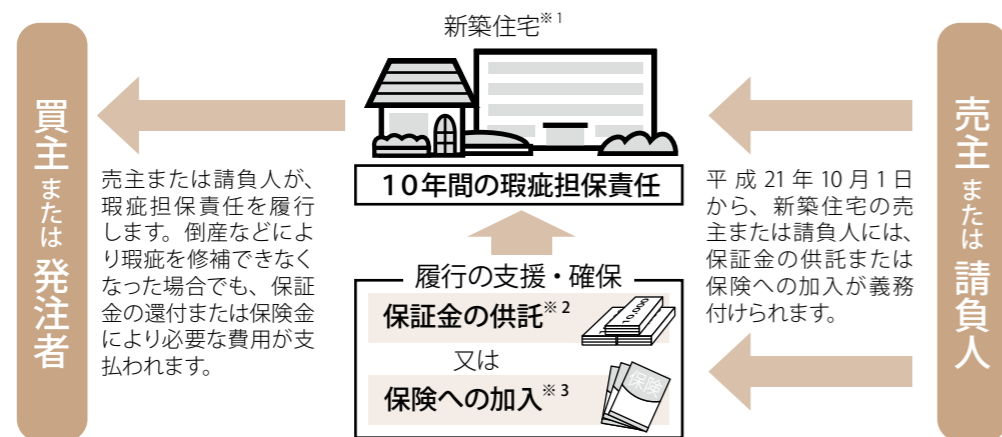 新築住宅※1
買主または発注者
売主または請負人が、
瑕疵担保責任を履行
します。倒産などによ
り瑕疵を修補できなく
なった場合でも、保証
金の還付または保険金
により必要な費用が支
払われます。
10年間の瑕疵担保責任
履行の支援・確保
保証金の供託※2
10,000
又は
保険への加入※3
保険
平成21年10月1日
から、新築住宅の売
主または請負人には、
保証金の供託または
保険への加入が義務
付けられます。
売主または請負人